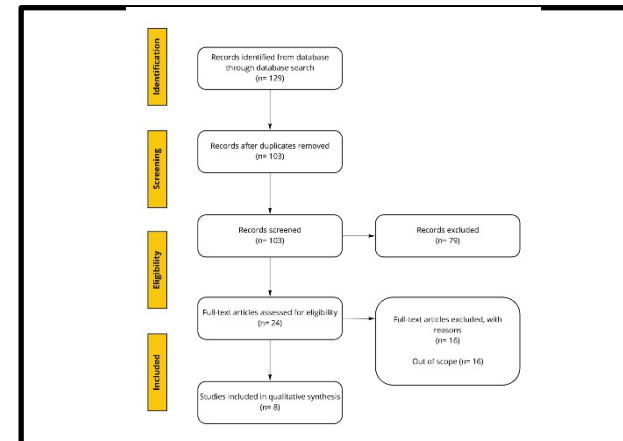 Identification
Records identified from database
through database search
(n= 129)
Screening
Records after duplicates removed
(n= 103)
Records screened
(n= 103)
Records excluded
(n= 79)
Eligibility
Full-text articles assessed for eligibility
(n= 24)
Full-text articles excluded, with
reasons
(n= 16)
Out of scope (n= 16)
Included
Studies included in qualitative synthesis
(n= 8)